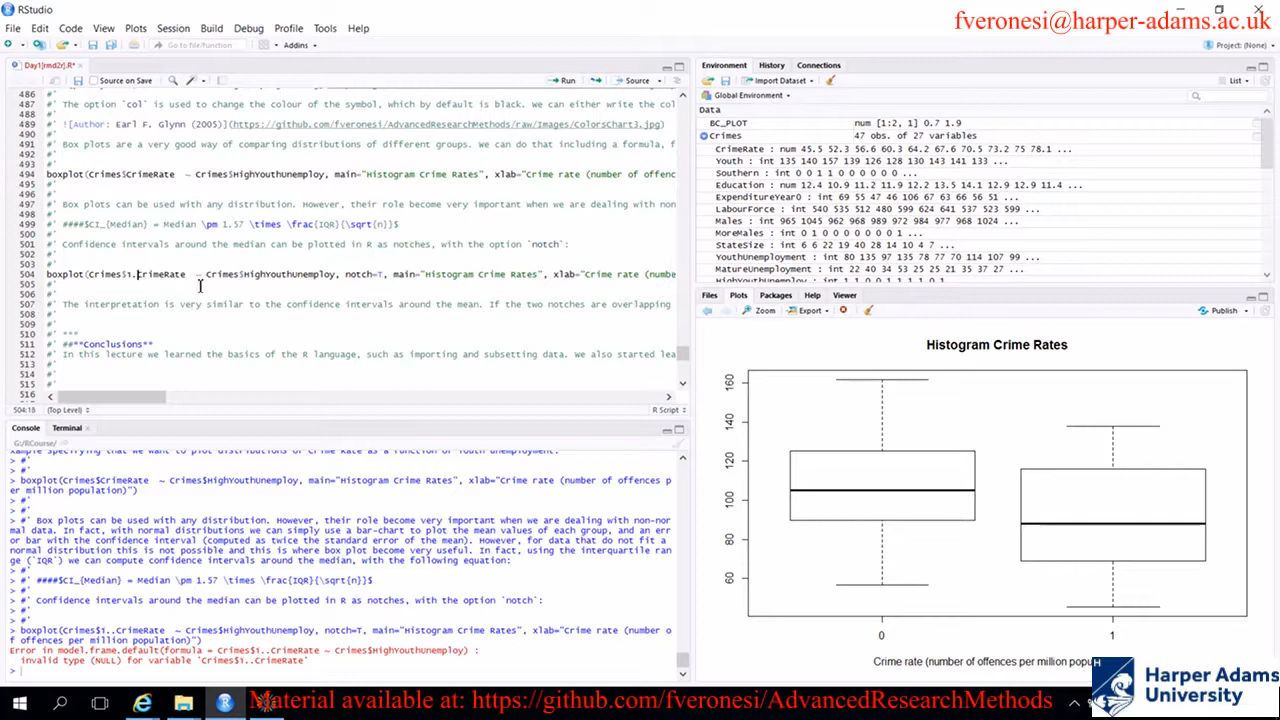 RStudio
fveronesi@harper-adams.ac.uk
File Edit Code View Plots Session Build Debug Profile Tools Help
Go to file/function Addins Project: (None)
Day1[rmd2r].R*
Source on Save Run Source
486
487 #' The option `col` is used to change the colour of the symbol, which by default is black. We can either write the col
488 #'
489 #' ![Author: Earl F. Glynn (2005)](https://github.com/fveronesi/AdvancedResearchMethods/raw/Images/ColorsChart3.jpg)
490 #'
491 #' Box plots are a very good way of comparing distributions of different groups. We can do that including a formula, f
492 #'
493
494 boxplot(Crimes$CrimeRate ~ Crimes$HighYouthUnemploy, main="Histogram Crime Rates", xlab="Crime rate (number of offenc
495
496 #'
497 #' Box plots can be used with any distribution. However, their role become very important when we are dealing with non
498 #'
499 #' ####$CI_{Median} = Median \pm 1.57 \times \frac{IQR}{\sqrt{n}}$
500 #'
501 #' Confidence intervals around the median can be plotted in R as notches, with the option `notch`:
502 #'
503
504 boxplot(Crimes$1.CrimeRate ~ Crimes$HighYouthUnemploy, notch=T, main="Histogram Crime Rates", xlab="Crime rate (numbe
505
506 #'
507 #' The interpretation is very similar to the confidence intervals around the mean. If the two notches are overlapping
508 #'
509 #'
510 #' ***
511 #' ##**Conclusions**
512 #' In this lecture we learned the basics of the R language, such as importing and subsetting data. We also started lea
513 #'
514 #'
515 #'
516
504:18 (Top Level) R Script
Console Terminal
G:/RCourse/
xample specifying that we want to plot distributions of Crime Rate as a function of Youth unemployment.
> #'
> #'
> boxplot(Crimes$CrimeRate ~ Crimes$HighYouthUnemploy, main="Histogram Crime Rates", xlab="Crime rate (number of offences p
er million population)")
> #'
> #'
> #' Box plots can be used with any distribution. However, their role become very important when we are dealing with non-nor
mal data. In fact, with normal distributions we can simply use a bar-chart to plot the mean values of each group, and an err
or bar with the confidence interval (computed as twice the standard error of the mean). However, for data that do not fit a
normal distribution this is not possible and this is where box plot become very useful. In fact, using the interquartile ran
ge (`IQR`) we can compute confidence intervals around the median, with the following equation:
> #'
> #' ####$CI_{Median} = Median \pm 1.57 \times \frac{IQR}{\sqrt{n}}$
> #'
> #' Confidence intervals around the median can be plotted in R as notches, with the option `notch`:
> #'
> #'
> boxplot(Crimes$1..CrimeRate ~ Crimes$HighYouthUnemploy, notch=T, main="Histogram Crime Rates", xlab="Crime rate (number o
f offences per million population)")
Error in model.frame.default(formula = Crimes$1..CrimeRate ~ Crimes$HighYouthUnemploy) :
invalid type (NULL) for variable 'Crimes$1..CrimeRate'
>
Environment History Connections
Import Dataset List
Global Environment
Data
BC_PLOT num [1:2, 1] 0.7 1.9
Crimes 47 obs. of 27 variables
CrimeRate : num 45.5 52.3 56.6 60.3 64.2 67.6 70.5 73.2 75 78.1 ...
Youth : int 135 140 157 139 126 128 130 143 141 133 ...
Southern : int 0 0 1 1 0 0 0 0 0 0 ...
Education : num 12.4 10.9 11.2 11.9 12.2 13.5 14.1 12.9 12.9 11.4 ...
ExpenditureYear0 : int 69 55 47 46 106 67 63 66 56 51 ...
LabourForce : int 540 535 512 480 599 624 641 537 523 599 ...
Males : int 965 1045 962 968 989 972 984 977 968 1024 ...
MoreMales : int 0 1 0 0 0 0 0 0 0 1 ...
StateSize : int 6 6 22 19 40 28 14 10 4 7 ...
YouthUnemployment : int 80 135 97 135 78 77 70 114 107 99 ...
MatureUnemployment : int 22 40 34 53 25 25 21 35 37 27 ...
Files Plots Packages Help Viewer
Zoom Export Publish
Histogram Crime Rates
160
140
120
100
80
60
0 1
Crime rate (number of offences per million popu
Harper Adams
University
Material available at: https://github.com/fveronesi/AdvancedResearchMethods